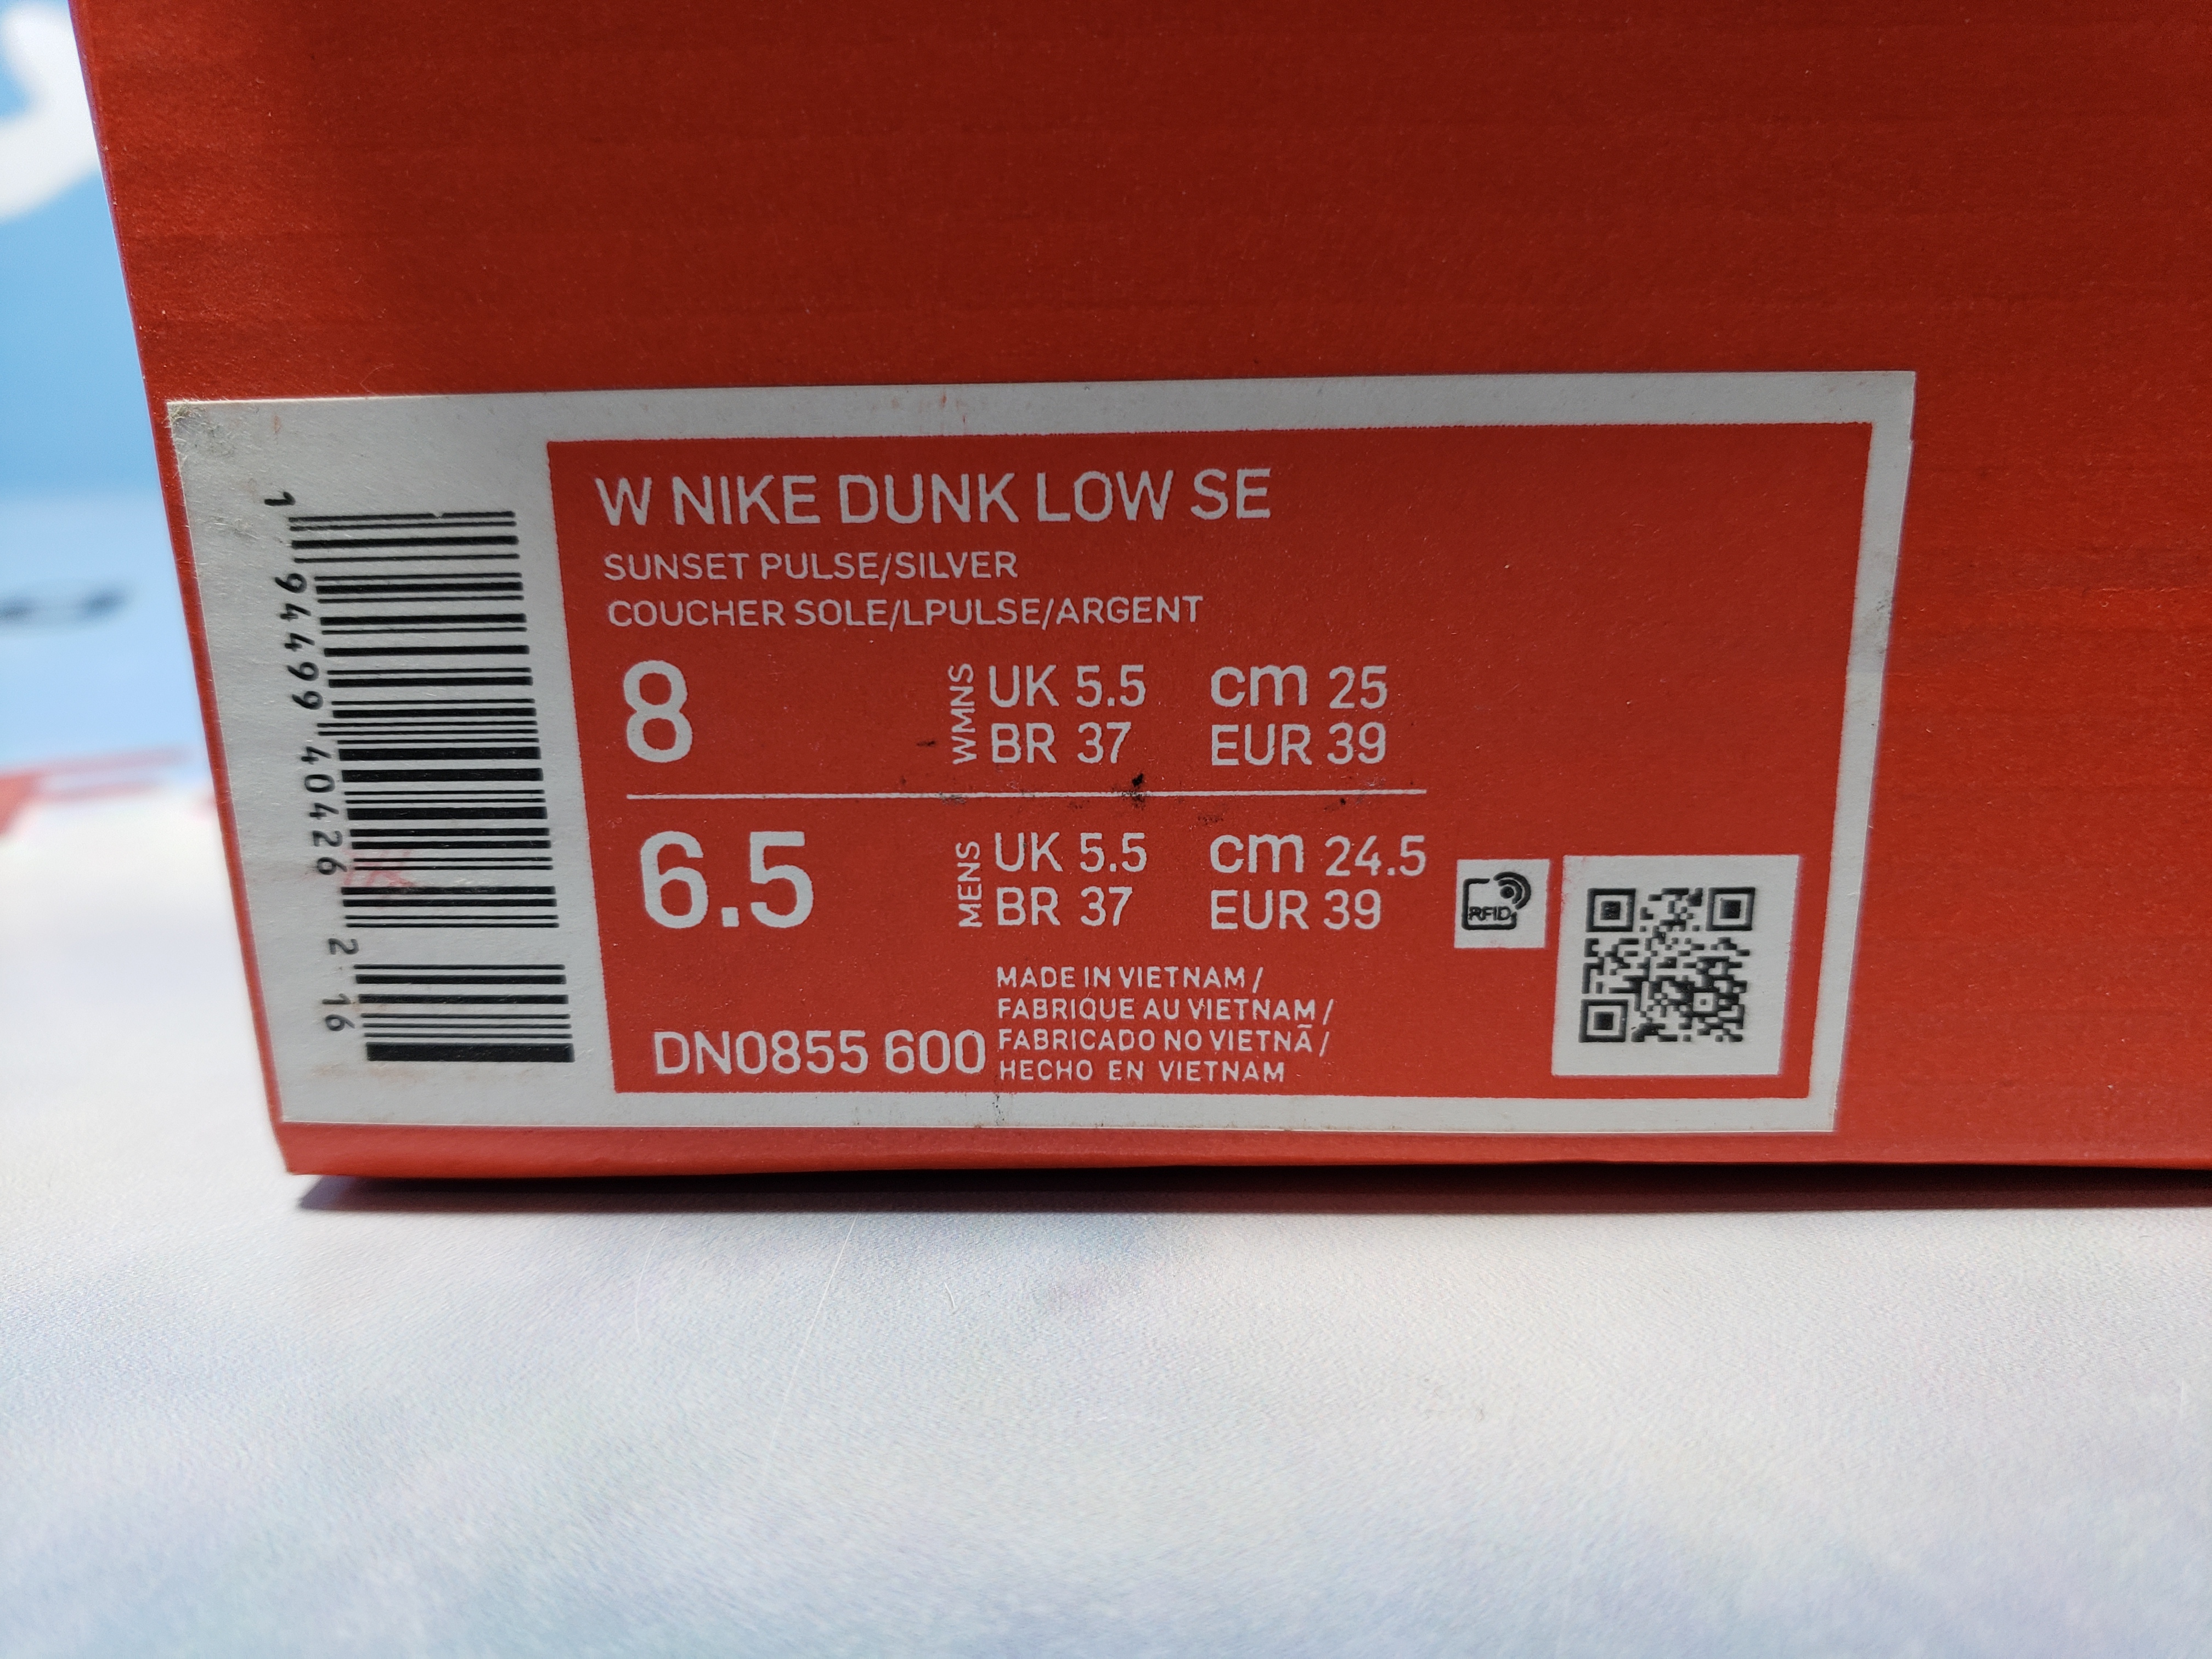 W NIKE DUNK LOW SE
SUNSET PULSE/SILVER
COUCHER SOLE/LPULSE/ARGENT
8
WMNS
UK 5.5 cm 25
BR 37 EUR 39
6.5
MENS
UK 5.5 cm 24.5
BR 37 EUR 39
RFID
MADE IN VIETNAM /
FABRIQUE AU VIETNAM /
FABRICADO NO VIETNÃ /
HECHO EN VIETNAM
DN0855 600
1 94499 40426 2 16